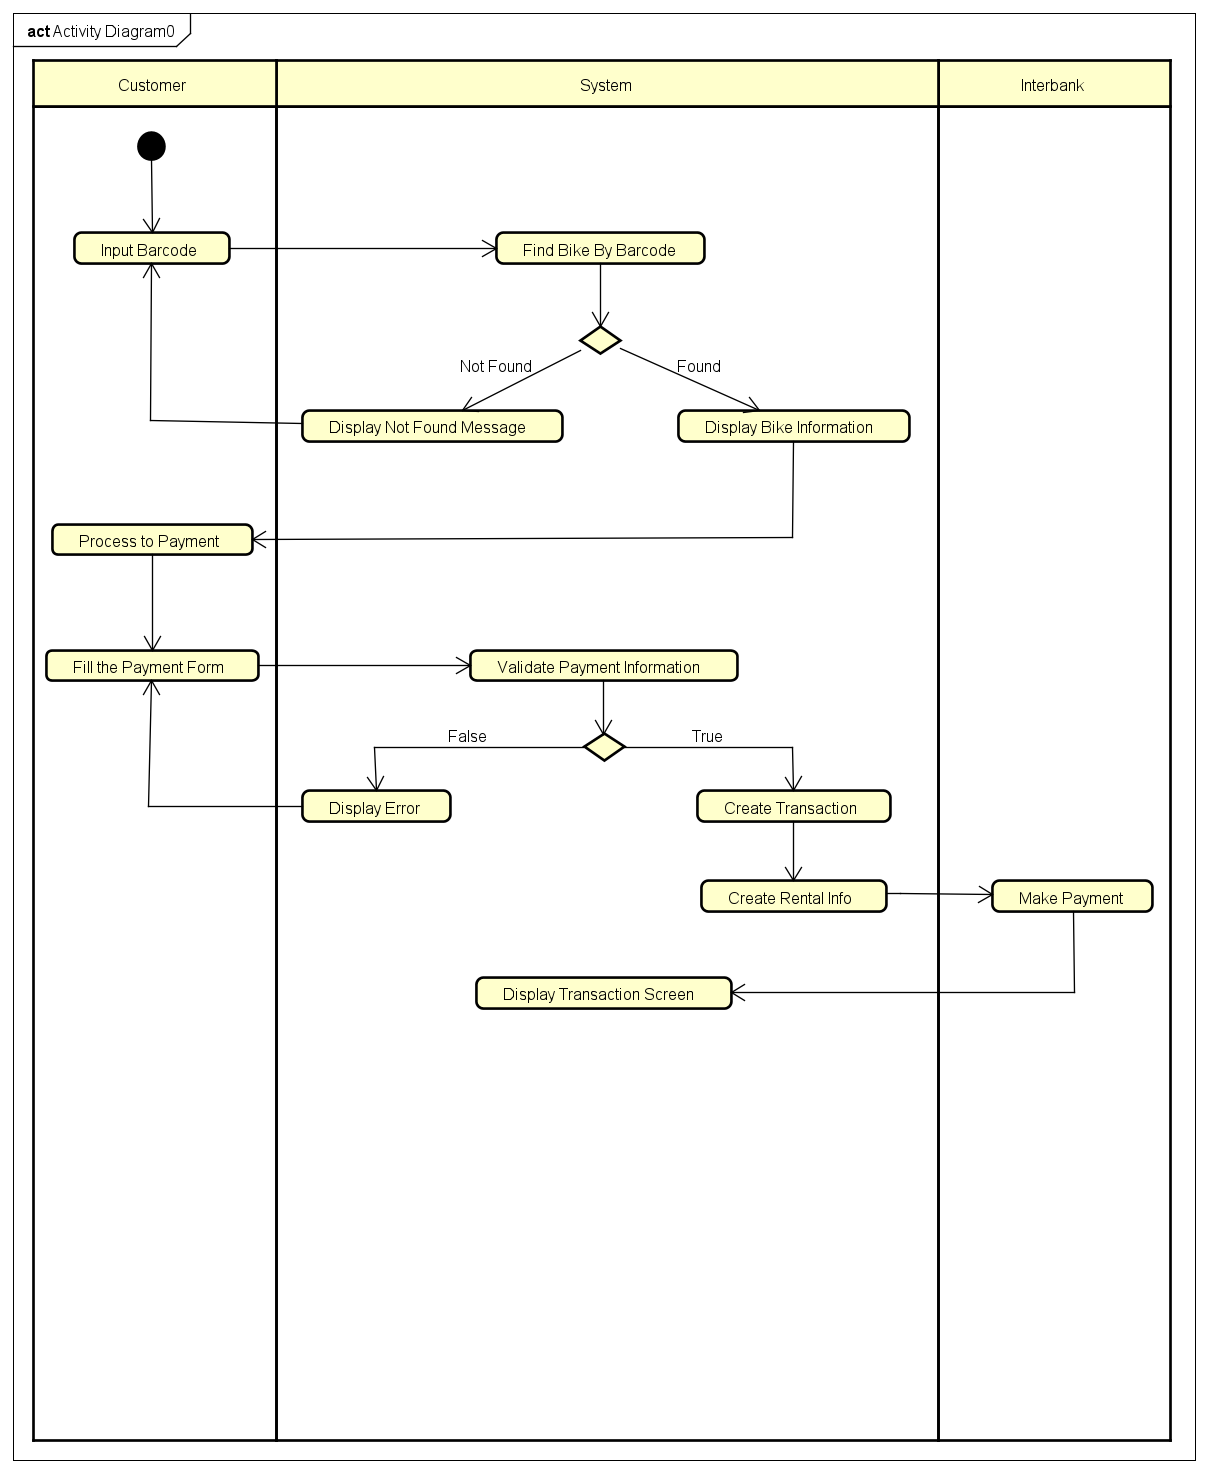 act Activity Diagram0
Customer
System
Interbank
Input Barcode
Find Bike By Barcode
Not Found
Found
Display Not Found Message
Display Bike Information
Process to Payment
Fill the Payment Form
Validate Payment Information
False
True
Display Error
Create Transaction
Create Rental Info
Make Payment
Display Transaction Screen